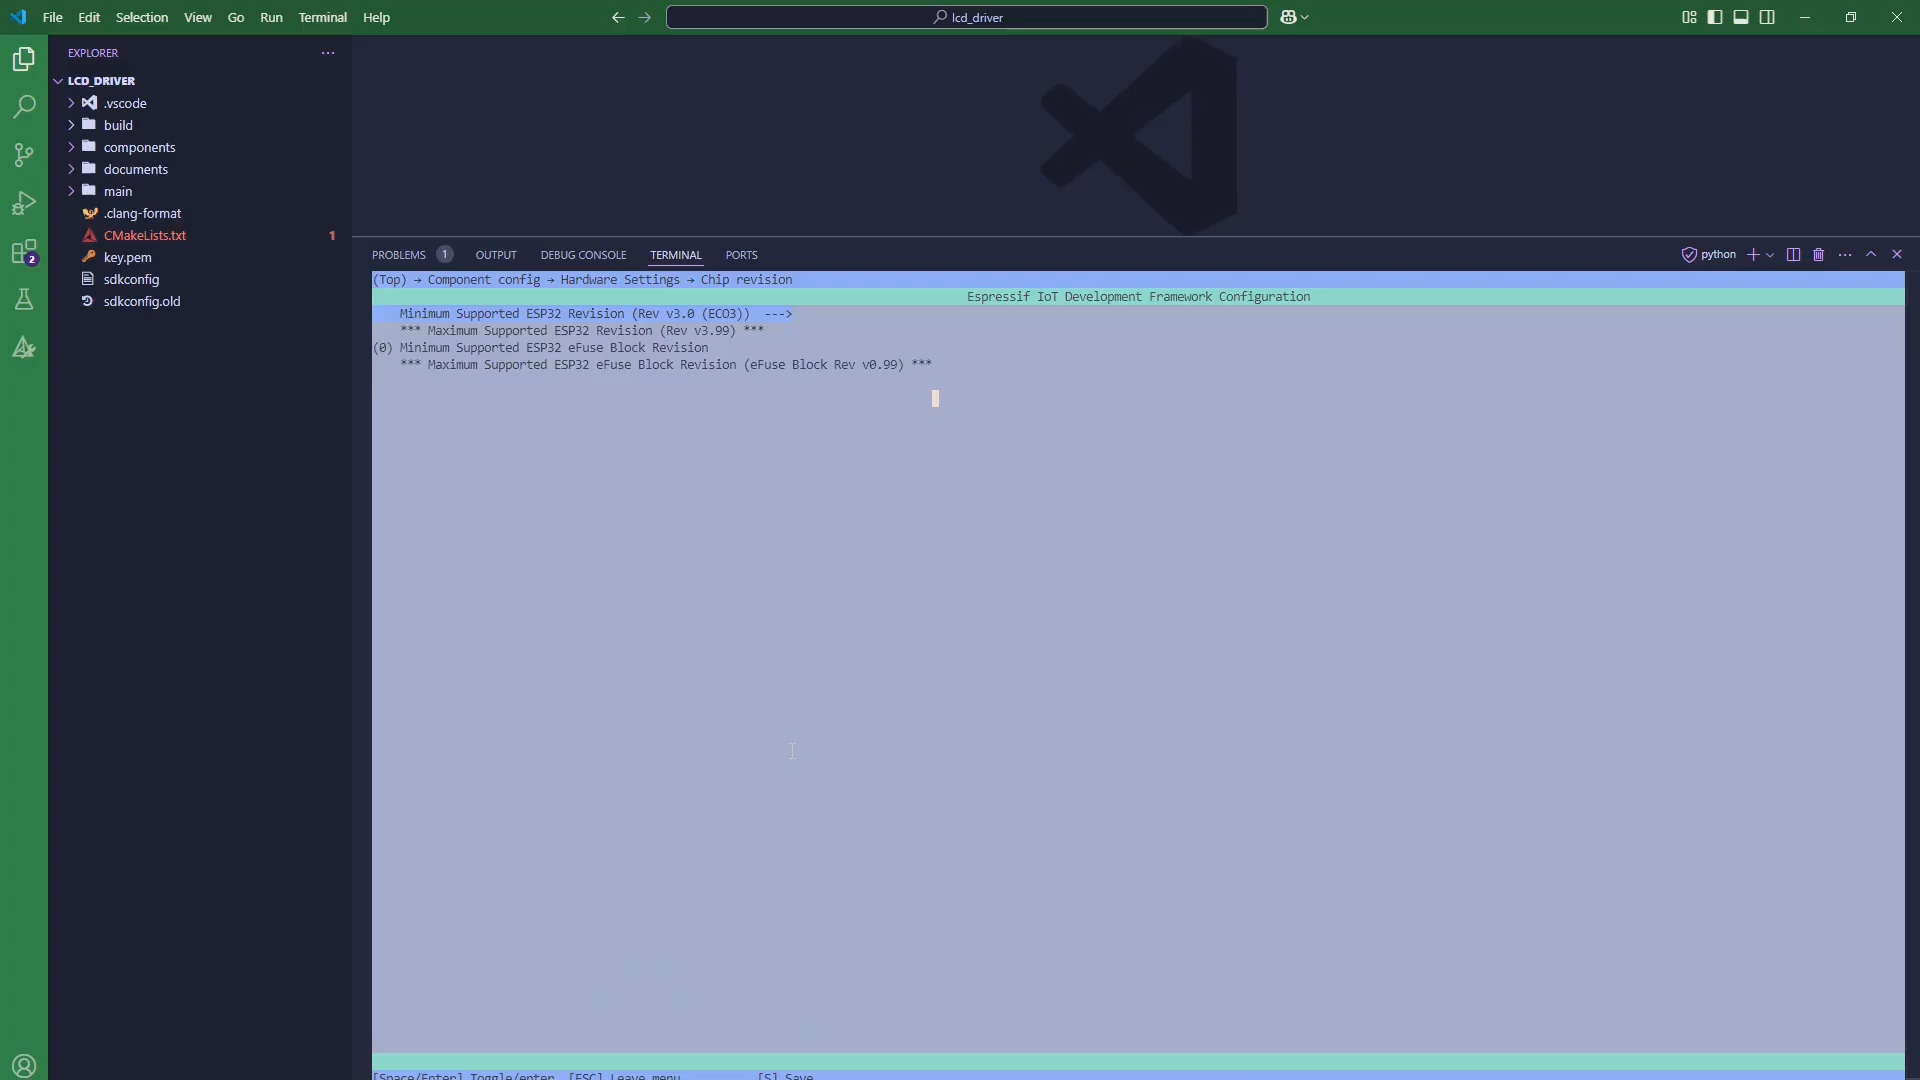 File Edit Selection View Go Run Terminal Help
lcd_driver
EXPLORER
LCD_DRIVER
.vscode
build
components
documents
main
.clang-format
CMakeLists.txt 1
key.pem
sdkconfig
sdkconfig.old
2
PROBLEMS 1 OUTPUT DEBUG CONSOLE TERMINAL PORTS
python
(Top) → Component config → Hardware Settings → Chip revision
Espressif IoT Development Framework Configuration
Minimum Supported ESP32 Revision (Rev v3.0 (ECO3)) --->
*** Maximum Supported ESP32 Revision (Rev v3.99) ***
(0) Minimum Supported ESP32 eFuse Block Revision
*** Maximum Supported ESP32 eFuse Block Revision (eFuse Block Rev v0.99) ***
[Space/Enter] Toggle/enter [ESC] Leave menu [S] Save